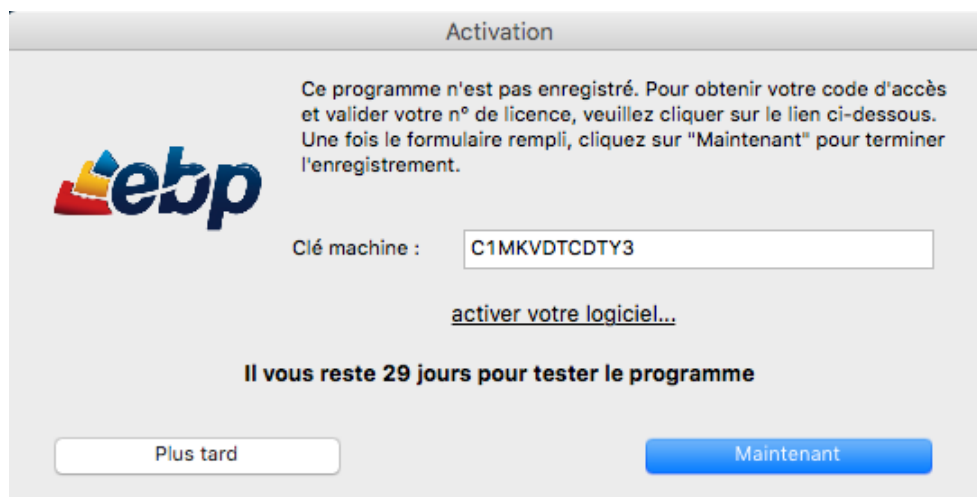 Activation
Ce programme n'est pas enregistré. Pour obtenir votre code d'accès
et valider votre n° de licence, veuillez cliquer sur le lien ci-dessous.
Une fois le formulaire rempli, cliquez sur "Maintenant" pour terminer
l'enregistrement.
ebp
Clé machine : C1MKVDTCDTY3
activer votre logiciel...
Il vous reste 29 jours pour tester le programme
Plus tard Maintenant